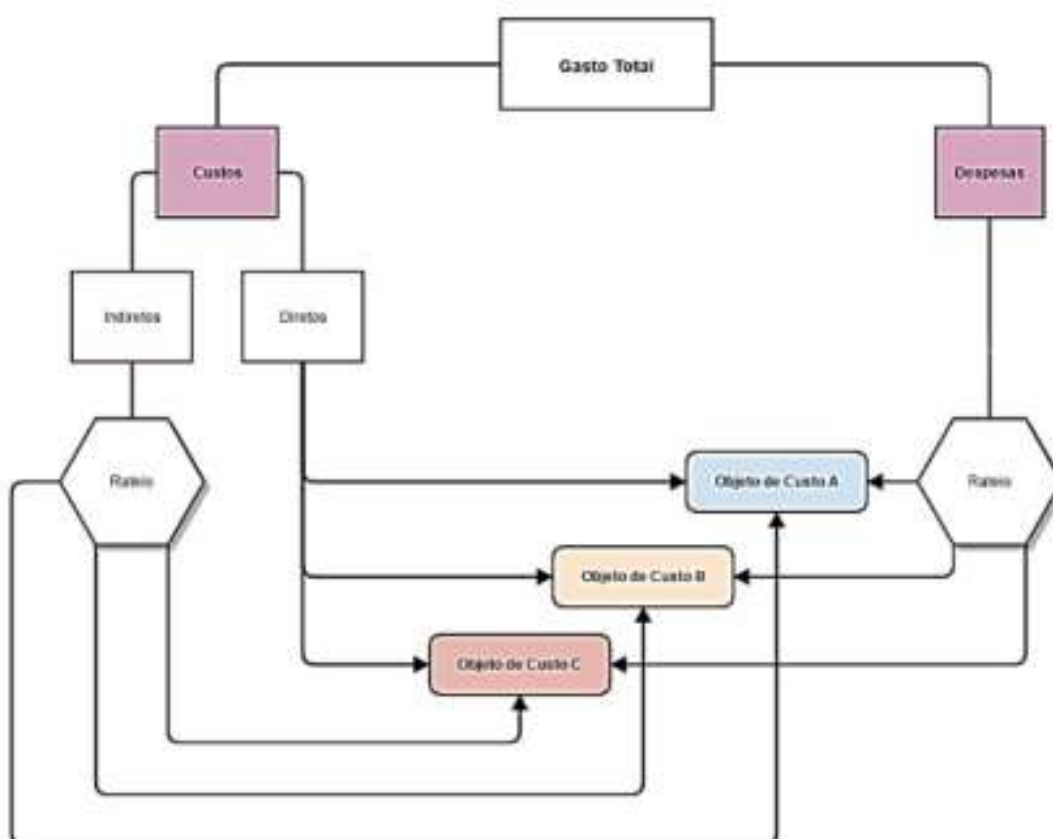 Gasto Total
Custos
Despesas
Indiretos
Diretos
Rateio
Rateio
Objeto de Custo A
Objeto de Custo B
Objeto de Custo C